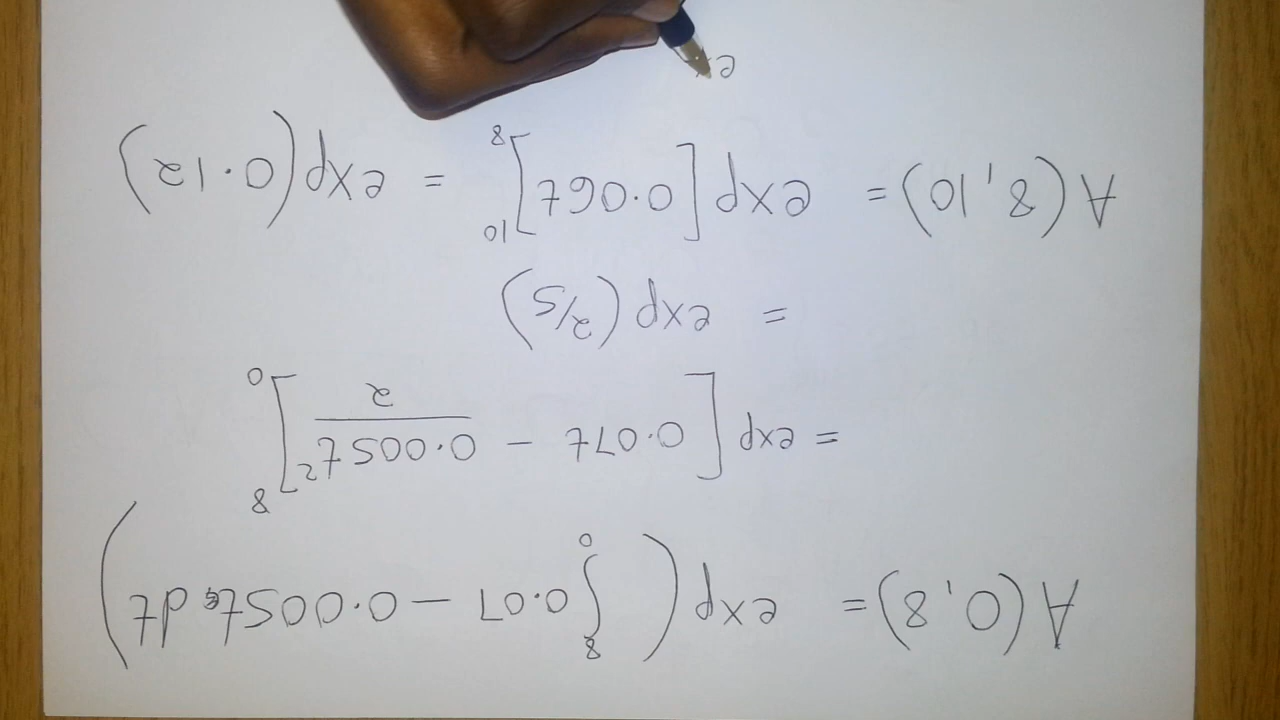 A(0,8) = exp(∫₀⁸ 0·07 − 0·005t dt)
= exp[0·07t − 0·005t²/2]₀⁸
= exp(2/5)
A(8,10) = exp[0·06t]₈¹⁰ = exp(0·12)
ex